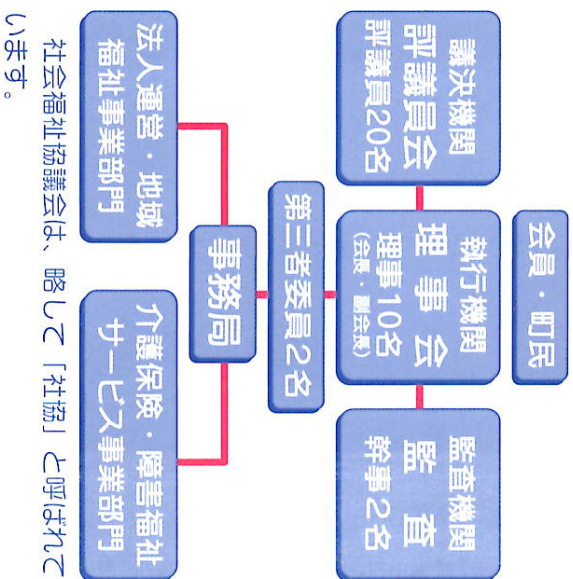 会員・町民
議決機関
評議員会
評議員20名
執行機関
理事会
理事10名
(会長・副会長)
監査機関
監査
幹事2名
第三者委員2名
事務局
法人運営・地域
福祉事業部門
介護保険・障害福祉
サービス事業部門
社会福祉協議会は、略して「社協」と呼ばれて
います。